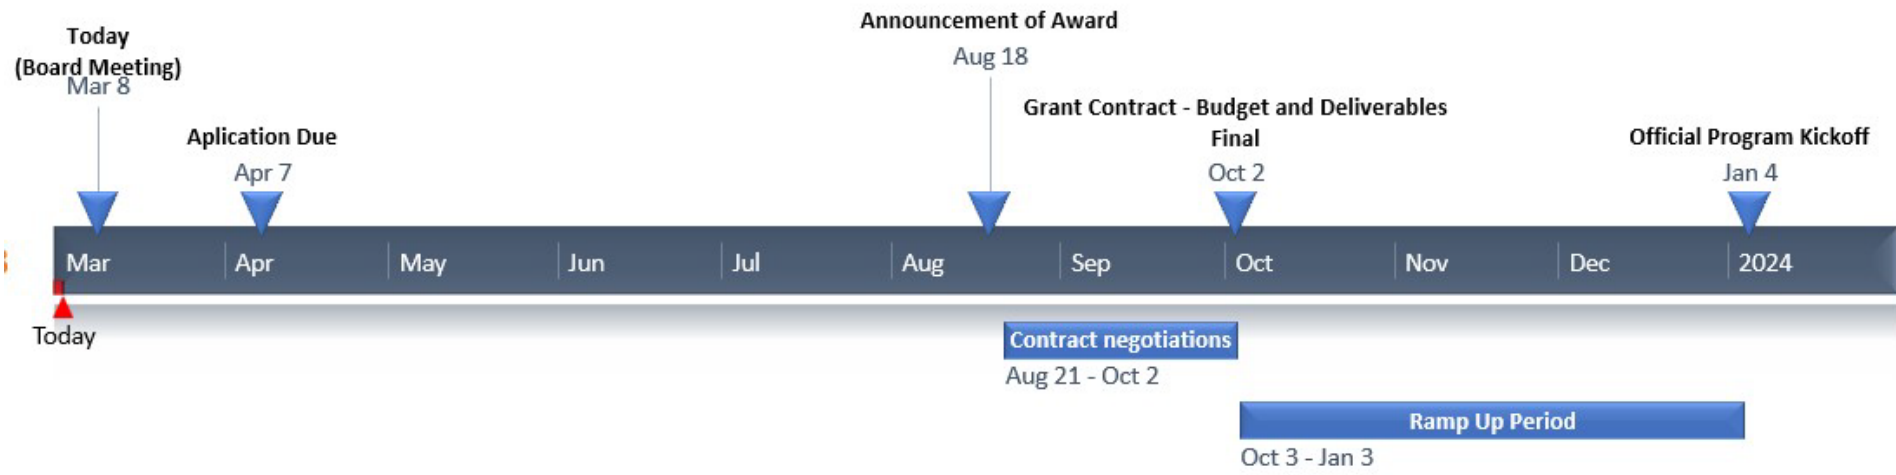 Today
(Board Meeting)
Mar 8
Aplication Due
Apr 7
Announcement of Award
Aug 18
Grant Contract - Budget and Deliverables
Final
Oct 2
Official Program Kickoff
Jan 4
Mar
Apr
May
Jun
Jul
Aug
Sep
Oct
Nov
Dec
2024
Today
Contract negotiations
Aug 21 - Oct 2
Ramp Up Period
Oct 3 - Jan 3